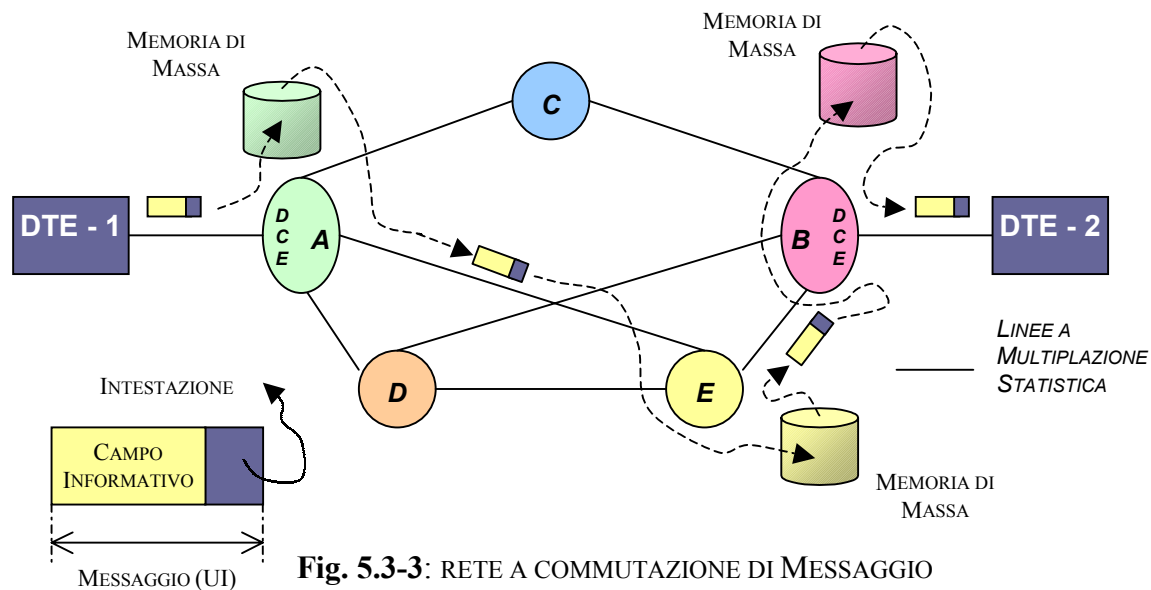 MEMORIA DI
MASSA
MEMORIA DI
MASSA
C
DTE - 1
D
C
E
A
B
D
C
E
DTE - 2
LINEE A
MULTIPLAZIONE
STATISTICA
INTESTAZIONE
D
E
CAMPO
INFORMATIVO
MEMORIA DI
MASSA
MESSAGGIO (UI)
Fig. 5.3-3: RETE A COMMUTAZIONE DI MESSAGGIO